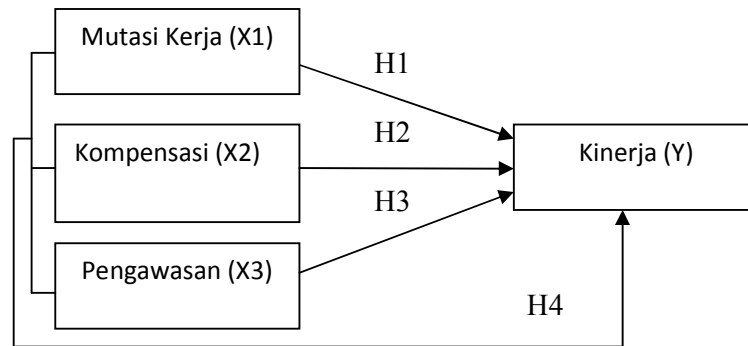 Mutasi Kerja (X1)
H1
H2
Kompensasi (X2)
Kinerja (Y)
H3
Pengawasan (X3)
H4